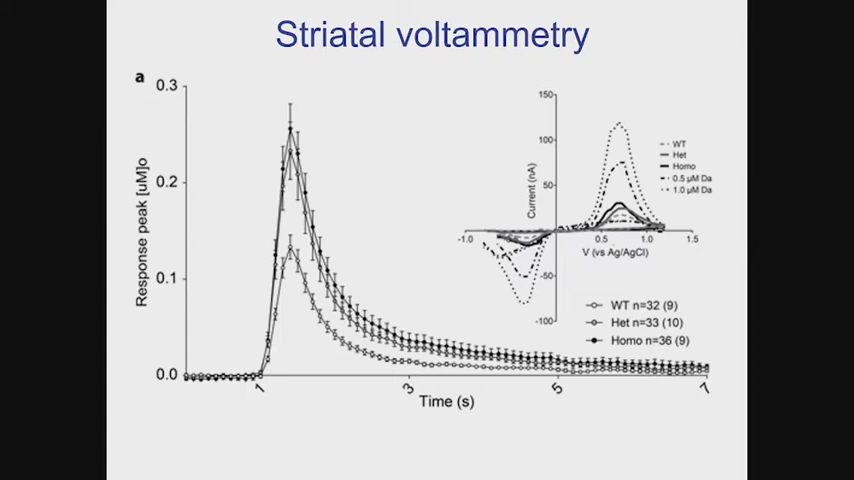 Striatal voltammetry
a
0.3
0.2
0.1
0.0
Response peak [uM]o
1
3
5
7
Time (s)
150
100
50
-50
-100
Current (nA)
-1.0
0.5
1.0
1.5
V (vs Ag/AgCl)
WT
Het
Homo
0.5 µM Da
1.0 µM Da
WT n=32 (9)
Het n=33 (10)
Homo n=36 (9)